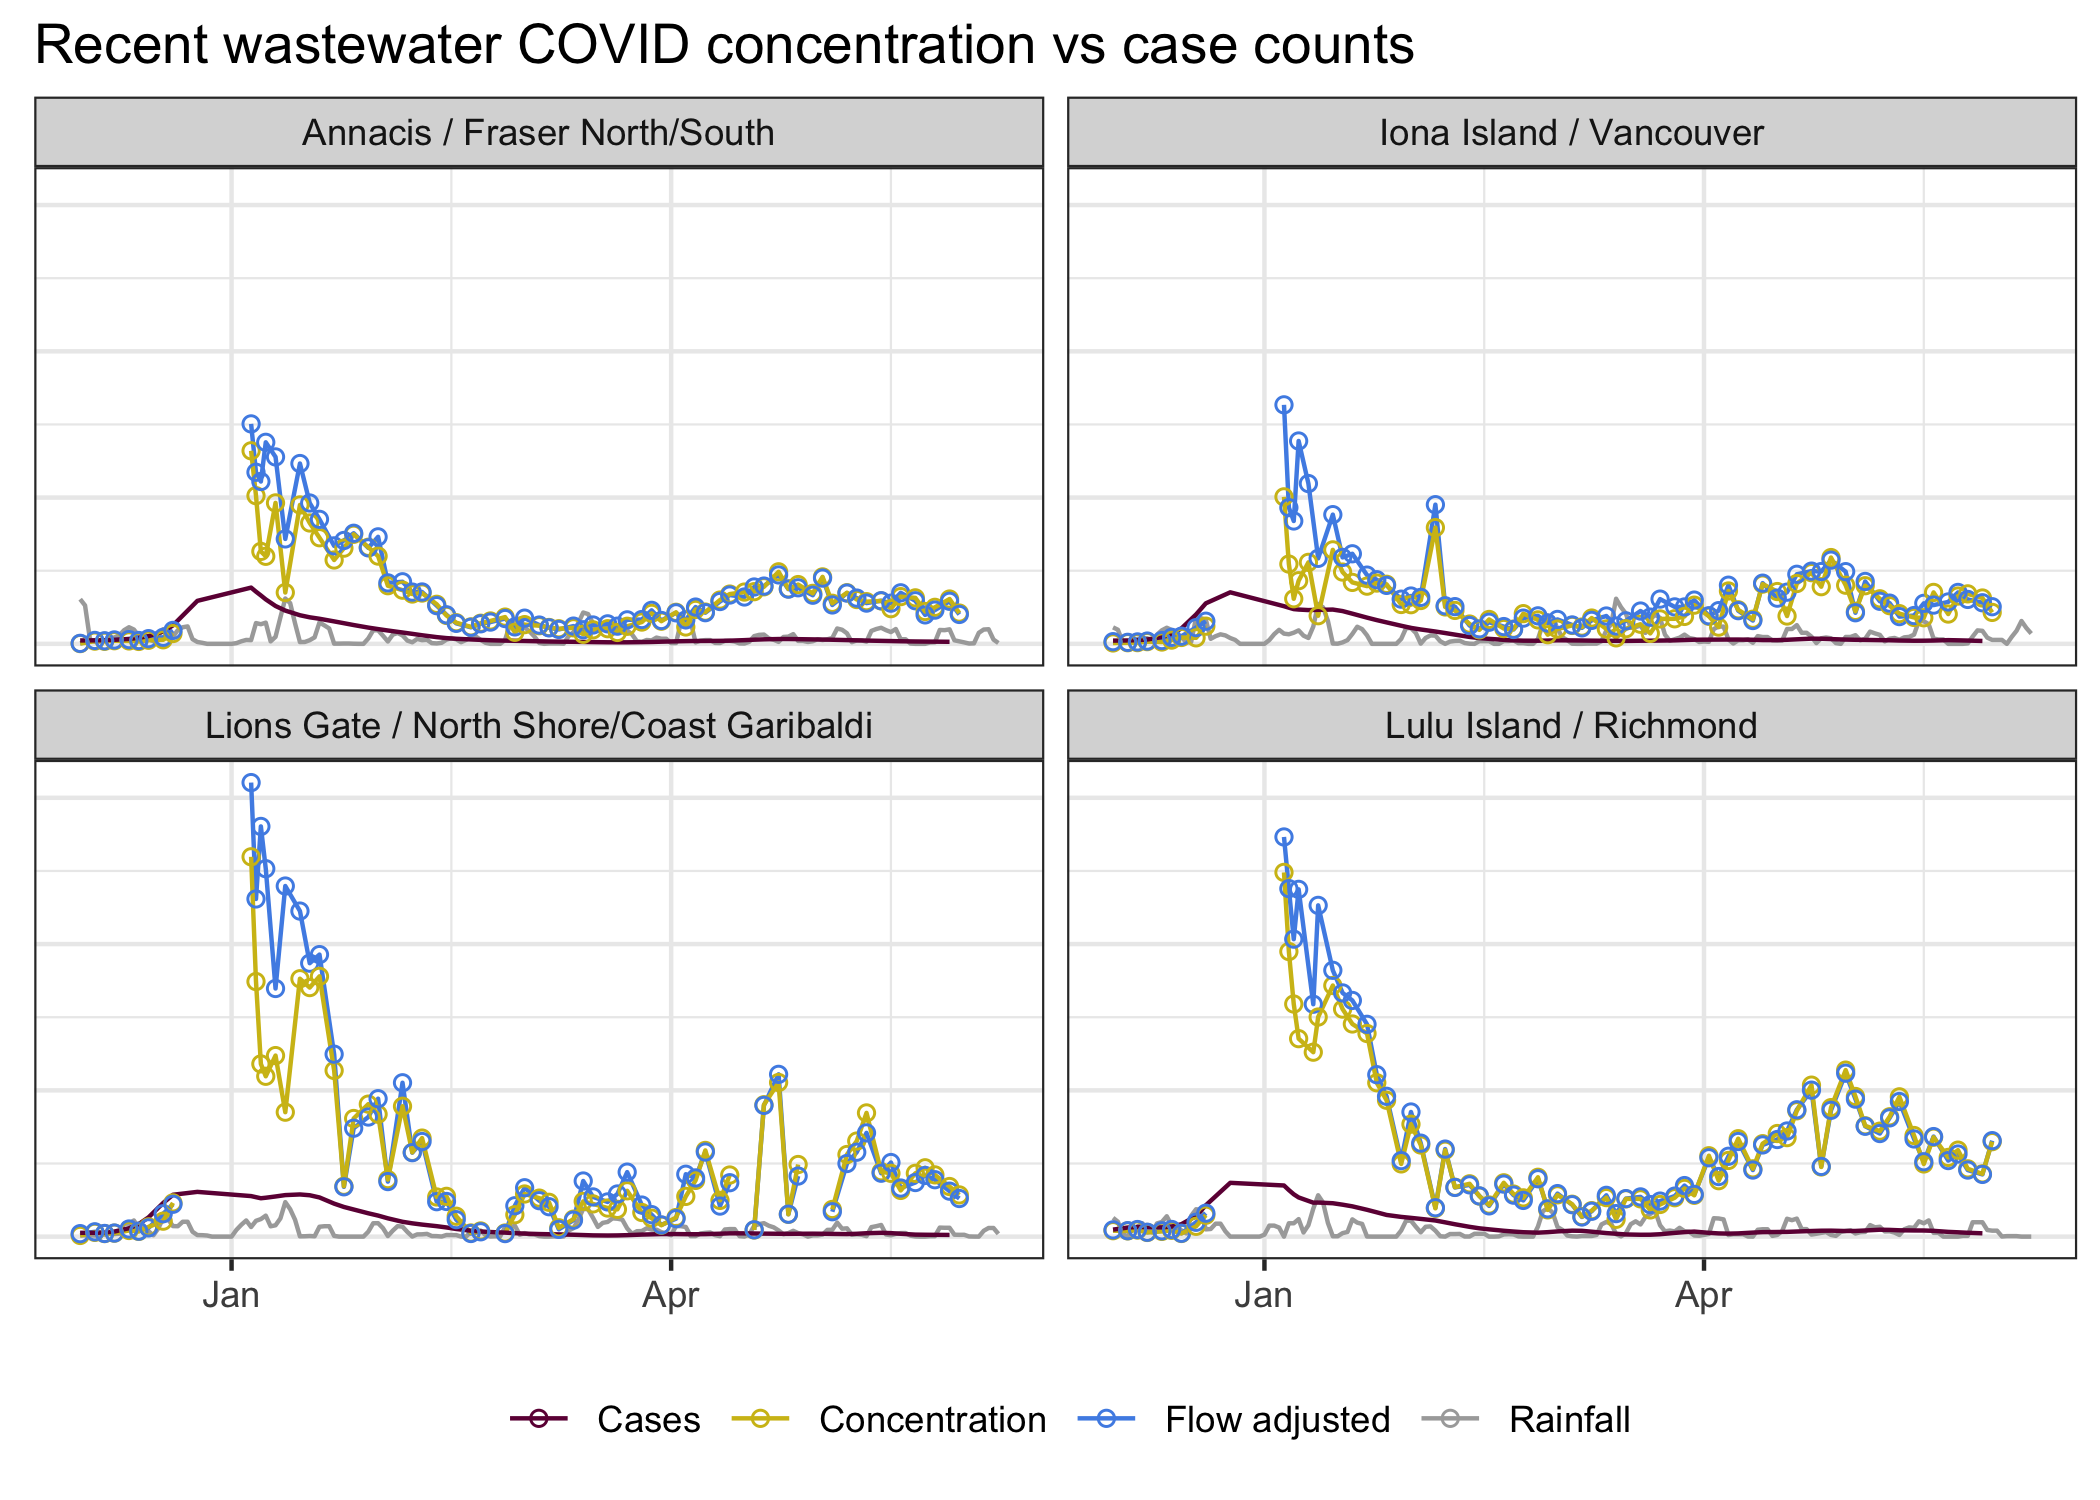 Recent wastewater COVID concentration vs case counts
Annacis / Fraser North/South
Iona Island / Vancouver
Lions Gate / North Shore/Coast Garibaldi
Lulu Island / Richmond
Jan Apr Jan Apr
Cases Concentration Flow adjusted Rainfall